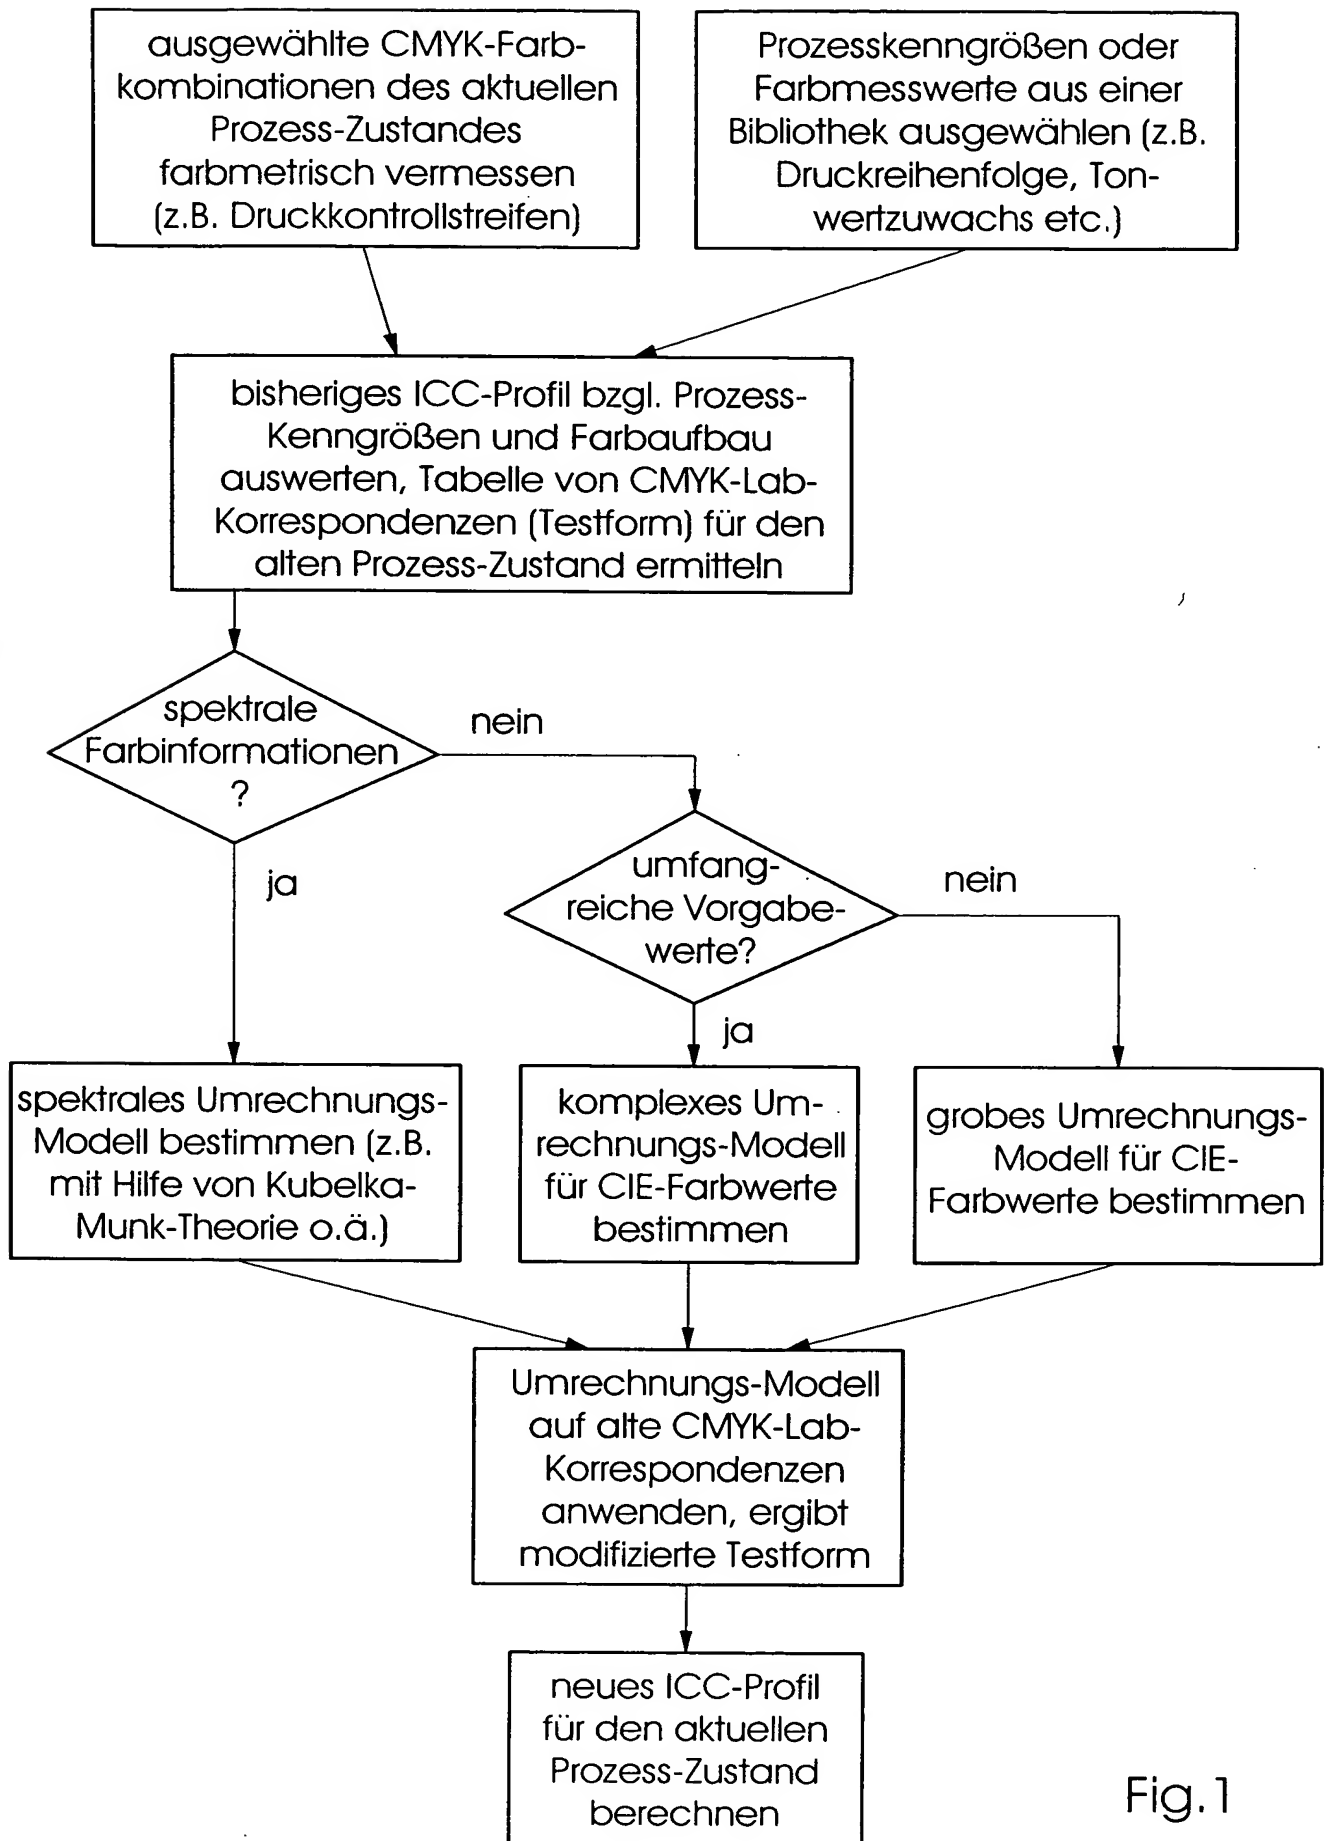 ausgewählte CMYK-Farb-
kombinationen des aktuellen
Prozess-Zustandes
farbmetrisch vermessen
(z.B. Druckkontrollstreifen)
Prozesskenngrößen oder
Farbmesswerte aus einer
Bibliothek ausgewählen (z.B.
Druckreihenfolge, Ton-
wertzuwachs etc.)
bisheriges ICC-Profil bzgl. Prozess-
Kenngrößen und Farbaufbau
auswerten, Tabelle von CMYK-Lab-
Korrespondenzen (Testform) für den
alten Prozess-Zustand ermitteln
spektrale
Farbinformationen
?
nein
ja
umfang-
reiche Vorgabe-
werte?
nein
ja
spektrales Umrechnungs-
Modell bestimmen (z.B.
mit Hilfe von Kubelka-
Munk-Theorie o.ä.)
komplexes Um-
rechnungs-Modell
für CIE-Farbwerte
bestimmen
grobes Umrechnungs-
Modell für CIE-
Farbwerte bestimmen
Umrechnungs-Modell
auf alte CMYK-Lab-
Korrespondenzen
anwenden, ergibt
modifizierte Testform
neues ICC-Profil
für den aktuellen
Prozess-Zustand
berechnen
Fig.1